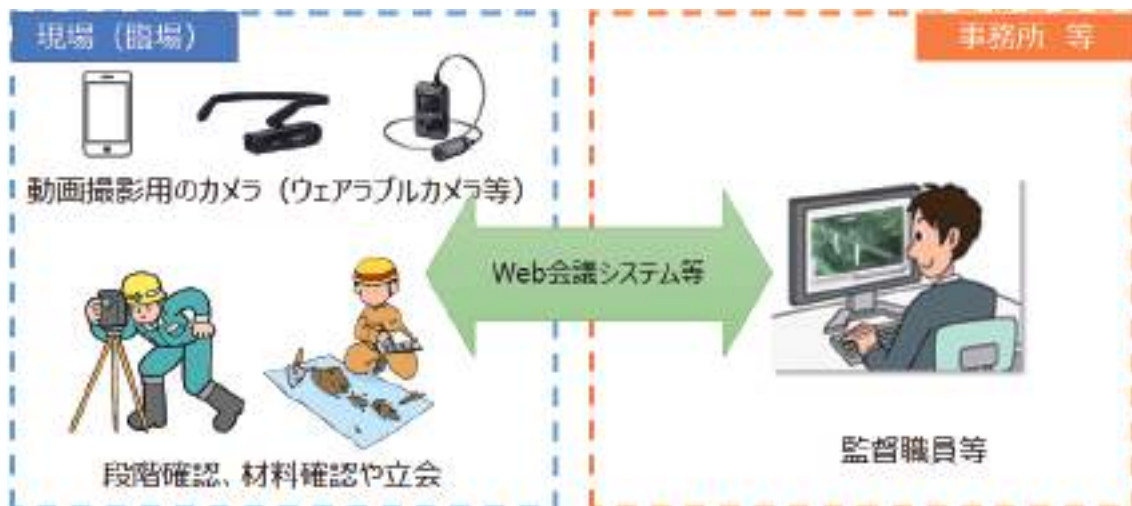 現場（臨場）
事務所 等
動画撮影用のカメラ（ウェアラブルカメラ等）
Web会議システム等
段階確認、材料確認や立会
監督職員等